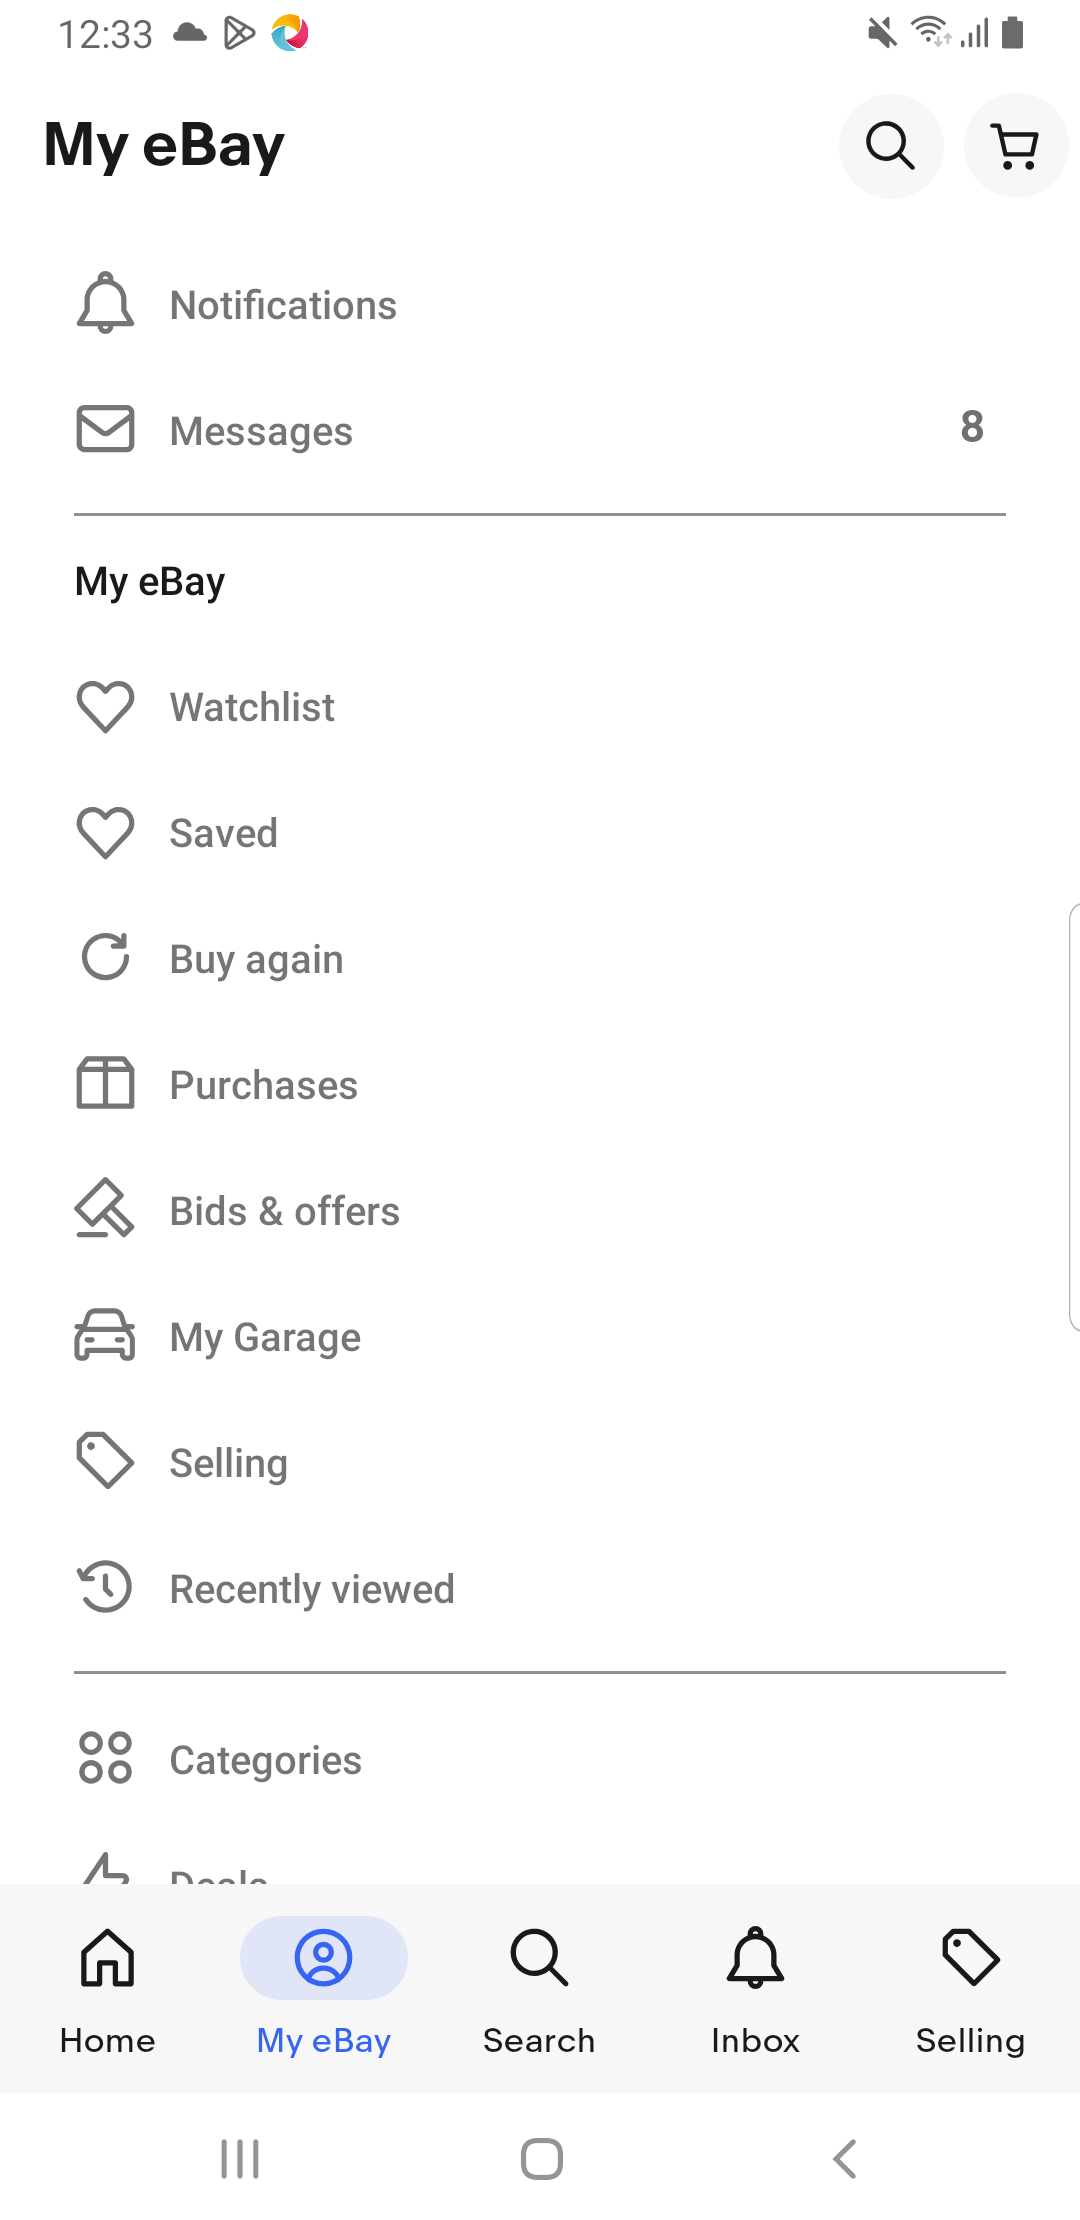 12:33
My eBay
Notifications
Messages 8
My eBay
Watchlist
Saved
Buy again
Purchases
Bids & offers
My Garage
Selling
Recently viewed
Categories
Deals
Home My eBay Search Inbox Selling